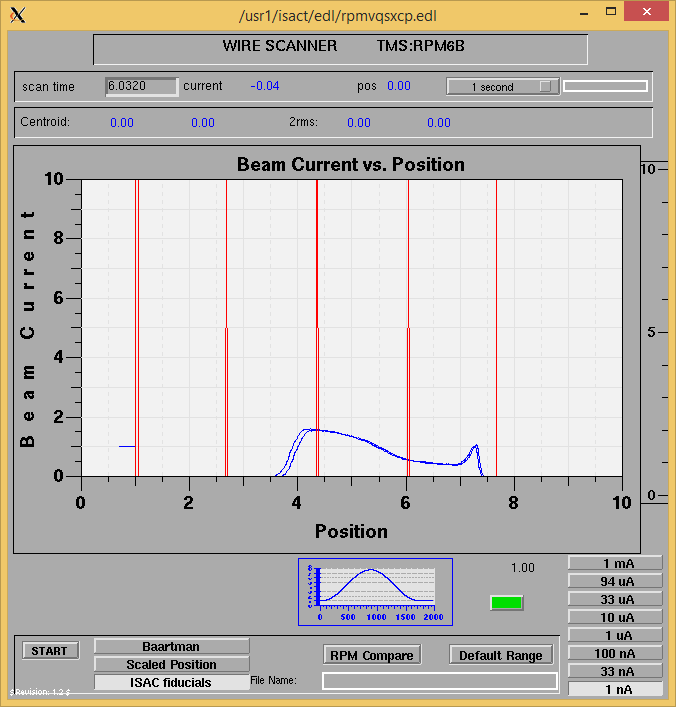 /usr1/isact/edl/rpmvqsxcp.edl
WIRE SCANNER TMS:RPM6B
scan time 6.0320 current -0.04 pos 0.00 1 second
Centroid: 0.00 0.00 2rms: 0.00 0.00
Beam Current vs. Position
10
8
6
4
2
0
Beam Current
0 2 4 6 8 10
Position
10
5
0
8
0 500 1000 1500 2000
1.00
1 mA
94 uA
33 uA
10 uA
1 uA
100 nA
33 nA
1 nA
START
Baartman
Scaled Position
ISAC fiducials
RPM Compare
Default Range
File Name:
$Revision: 1.2 $